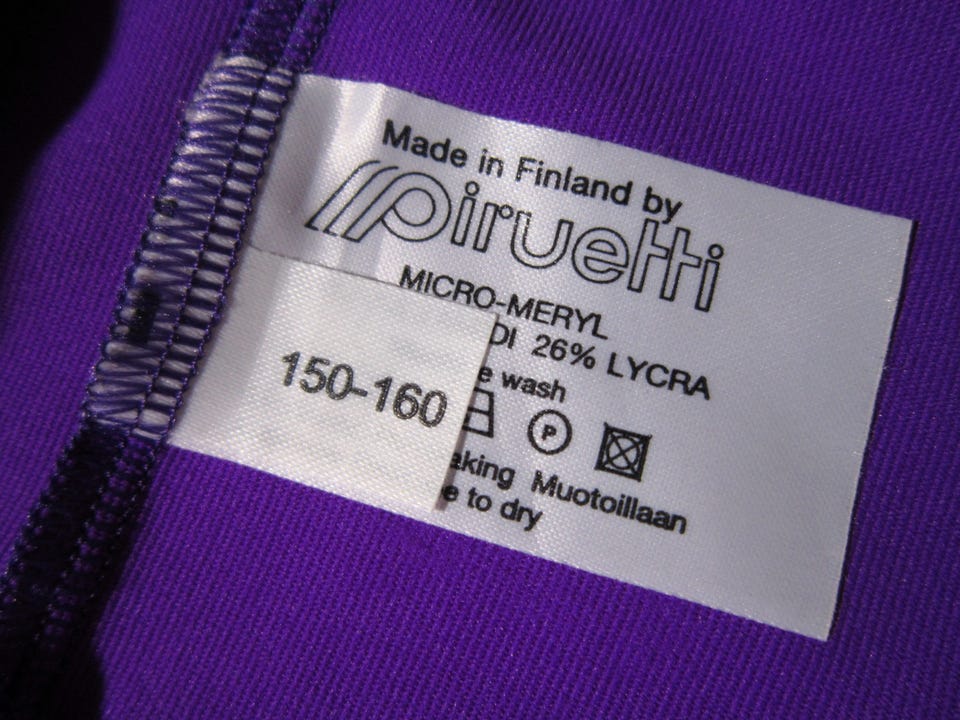 Made in Finland by
piruetti
MICRO-MERYL
DI 26% LYCRA
150-160
e wash
P
aking Muotoillaan
e to dry